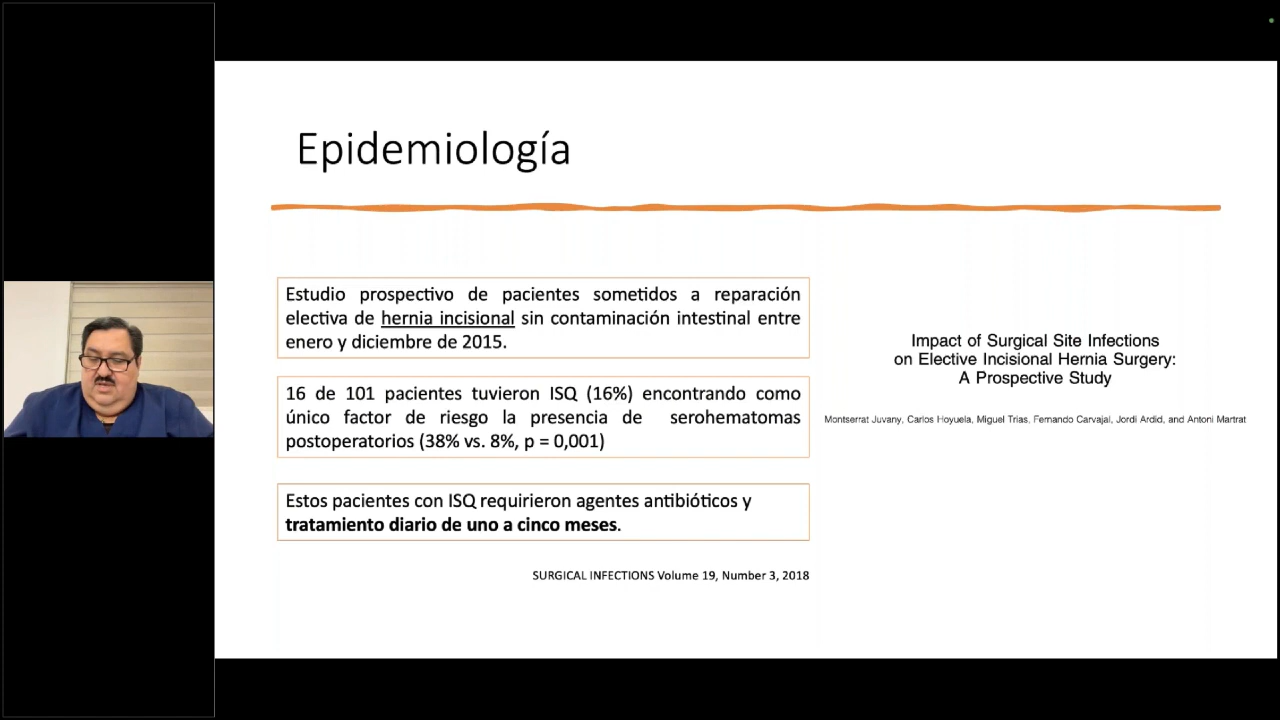 Epidemiología
Estudio prospectivo de pacientes sometidos a reparación
electiva de hernia incisional sin contaminación intestinal entre
enero y diciembre de 2015.
16 de 101 pacientes tuvieron ISQ (16%) encontrando como
único factor de riesgo la presencia de serohematomas
postoperatorios (38% vs. 8%, p = 0,001)
Estos pacientes con ISQ requirieron agentes antibióticos y
tratamiento diario de uno a cinco meses.
SURGICAL INFECTIONS Volume 19, Number 3, 2018
Impact of Surgical Site Infections
on Elective Incisional Hernia Surgery:
A Prospective Study
Montserrat Juvany, Carlos Hoyuela, Miguel Trias, Fernando Carvajal, Jordi Ardid, and Antoni Martrat